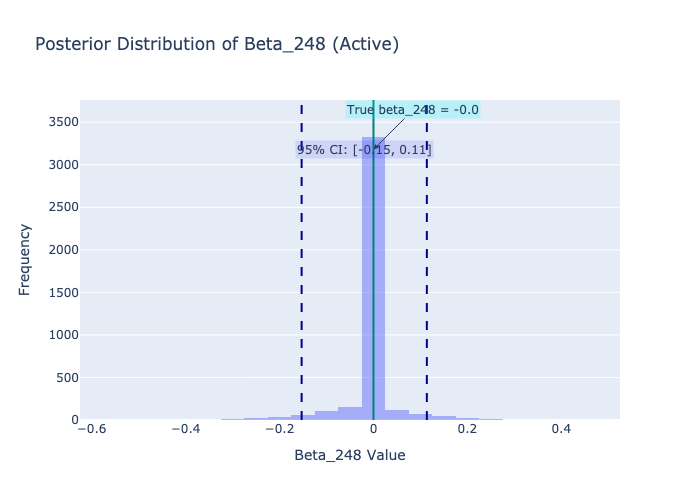 Posterior Distribution of Beta_248 (Active)
True beta_248 = -0.0
95% CI: [-0.15, 0.11]
3500
3000
2500
2000
1500
1000
500
0
Frequency
−0.6
−0.4
−0.2
0
0.2
0.4
Beta_248 Value